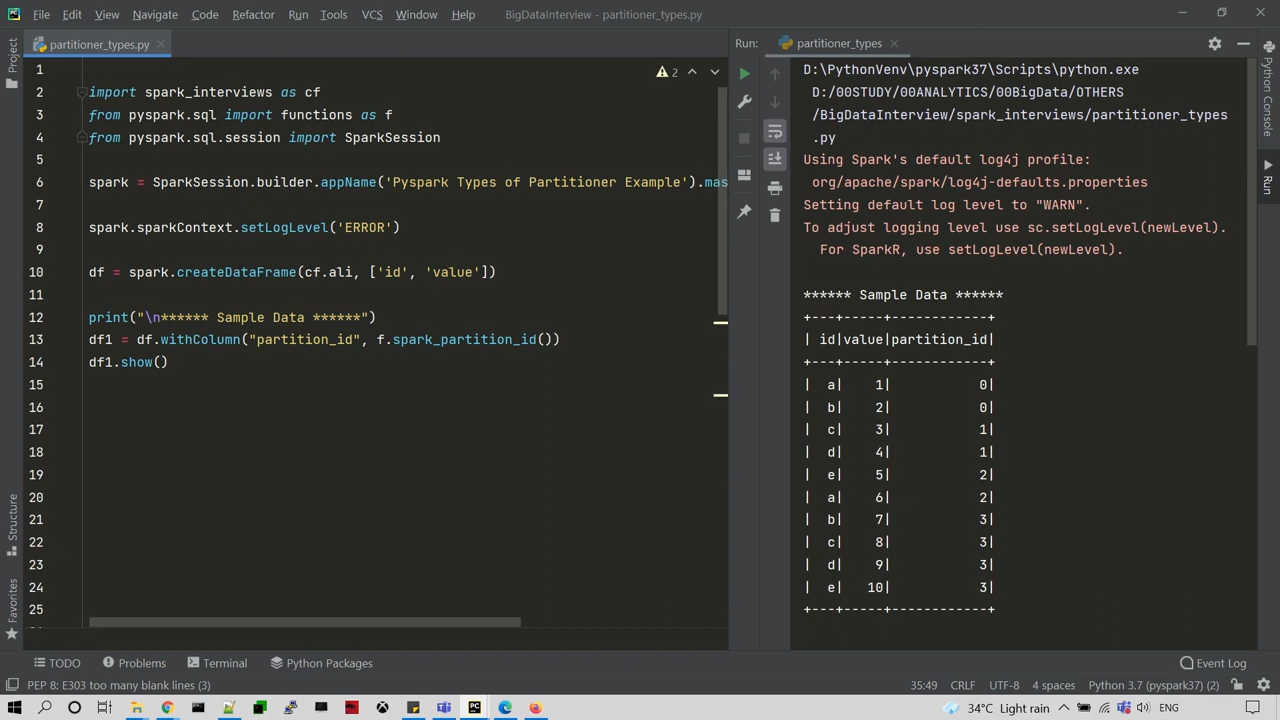 File Edit View Navigate Code Refactor Run Tools VCS Window Help BigDataInterview - partitioner_types.py
partitioner_types.py
Run: partitioner_types
Project
Structure
Favorites
1
2 import spark_interviews as cf
3 from pyspark.sql import functions as f
4 from pyspark.sql.session import SparkSession
5
6 spark = SparkSession.builder.appName('Pyspark Types of Partitioner Example').mas
7
8 spark.sparkContext.setLogLevel('ERROR')
9
10 df = spark.createDataFrame(cf.ali, ['id', 'value'])
11
12 print("\n****** Sample Data ******")
13 df1 = df.withColumn("partition_id", f.spark_partition_id())
14 df1.show()
15
16
17
18
19
20
21
22
23
24
25
2
D:\PythonVenv\pyspark37\Scripts\python.exe
D:/00STUDY/00ANALYTICS/00BigData/OTHERS
/BigDataInterview/spark_interviews/partitioner_types
.py
Using Spark's default log4j profile:
org/apache/spark/log4j-defaults.properties
Setting default log level to "WARN".
To adjust logging level use sc.setLogLevel(newLevel).
For SparkR, use setLogLevel(newLevel).
****** Sample Data ******
+---+-----+------------+
| id|value|partition_id|
+---+-----+------------+
|  a|    1|           0|
|  b|    2|           0|
|  c|    3|           1|
|  d|    4|           1|
|  e|    5|           2|
|  a|    6|           2|
|  b|    7|           3|
|  c|    8|           3|
|  d|    9|           3|
|  e|   10|           3|
+---+-----+------------+
Python Console
Run
TODO Problems Terminal Python Packages Event Log
PEP 8: E303 too many blank lines (3) 35:49 CRLF UTF-8 4 spaces Python 3.7 (pyspark37) (2)
34°C Light rain ENG